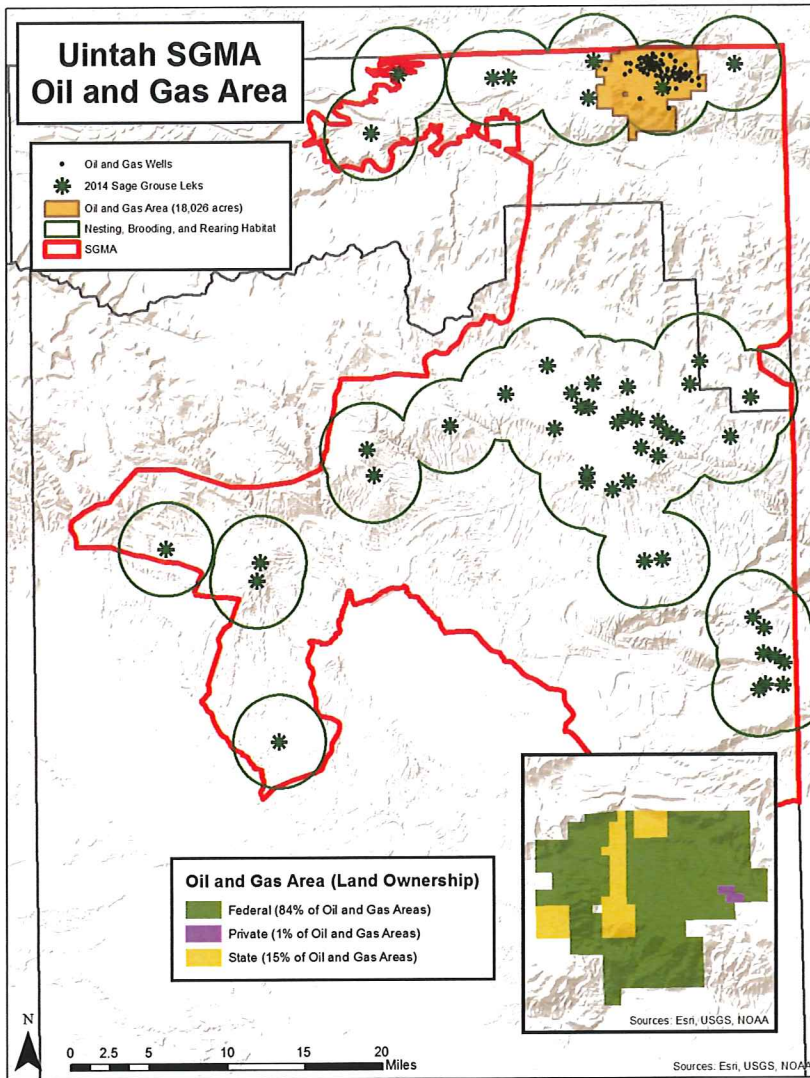 Uintah SGMA
Oil and Gas Area
Oil and Gas Wells
2014 Sage Grouse Leks
Oil and Gas Area (18,026 acres)
Nesting, Brooding, and Rearing Habitat
SGMA
Oil and Gas Area (Land Ownership)
Federal (84% of Oil and Gas Areas)
Private (1% of Oil and Gas Areas)
State (15% of Oil and Gas Areas)
Sources: Esri, USGS, NOAA
N
0 2.5 5 10 15 20
Miles
Sources: Esri, USGS, NOAA